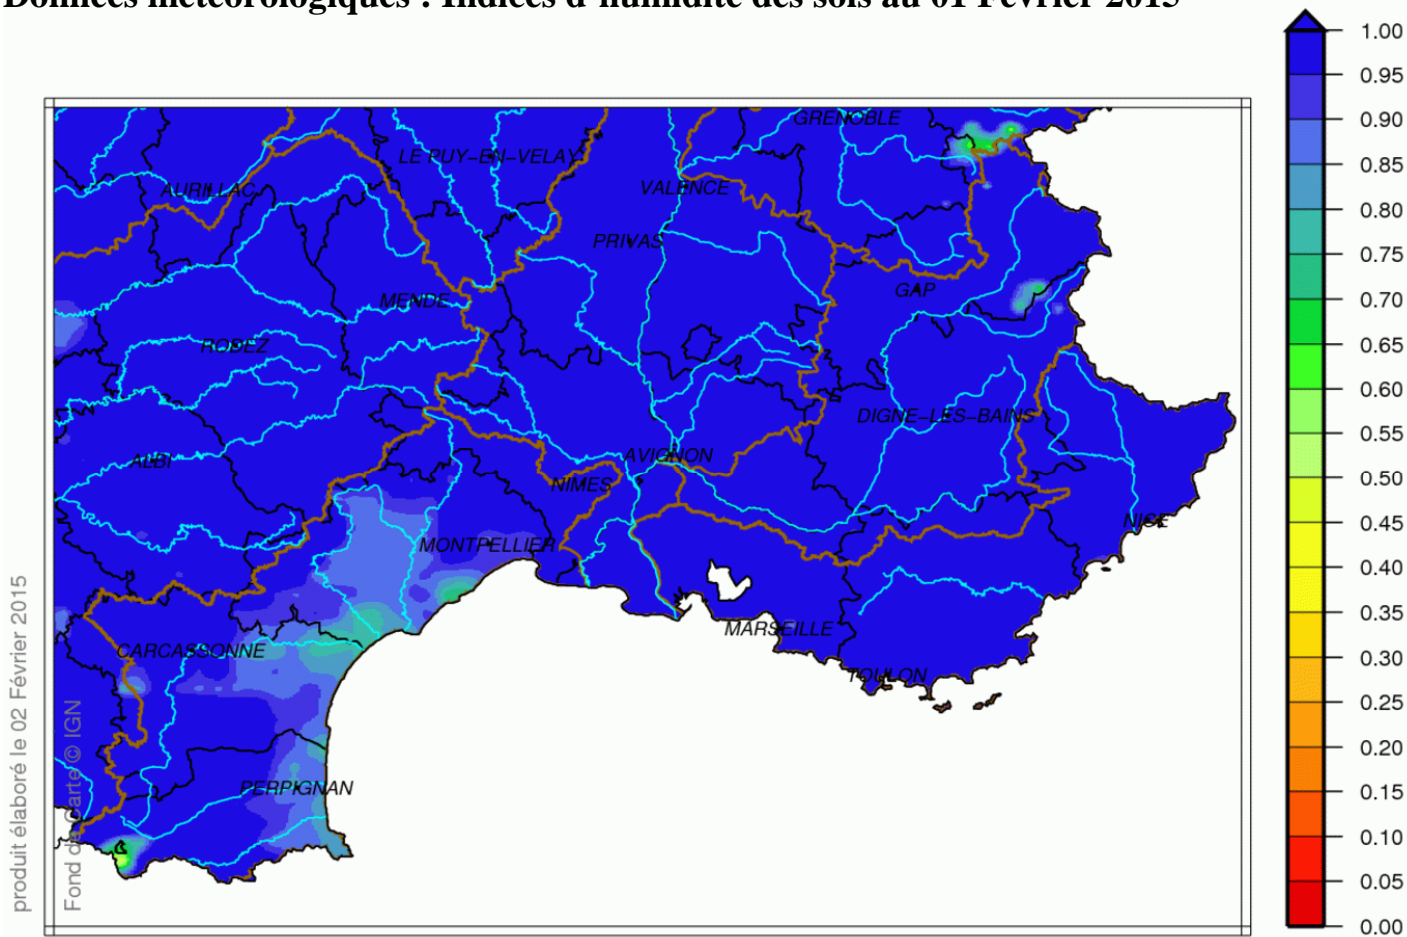 Données météorologiques : Indices d'humidité des sols au 01 Février 2015
1.00
0.95
0.90
0.85
0.80
0.75
0.70
0.65
0.60
0.55
0.50
0.45
0.40
0.35
0.30
0.25
0.20
0.15
0.10
0.05
0.00
GRENOBLE
LE PUY-EN-VELAY
AURILLAC
VALENCE
PRIVAS
GAP
MENDE
RODEZ
DIGNE-LES-BAINS
AVIGNON
ALBI
NIMES
NICE
MONTPELLIER
MARSEILLE
CARCASSONNE
TOULON
PERPIGNAN
produit élaboré le 02 Février 2015
Fond de Carte © IGN